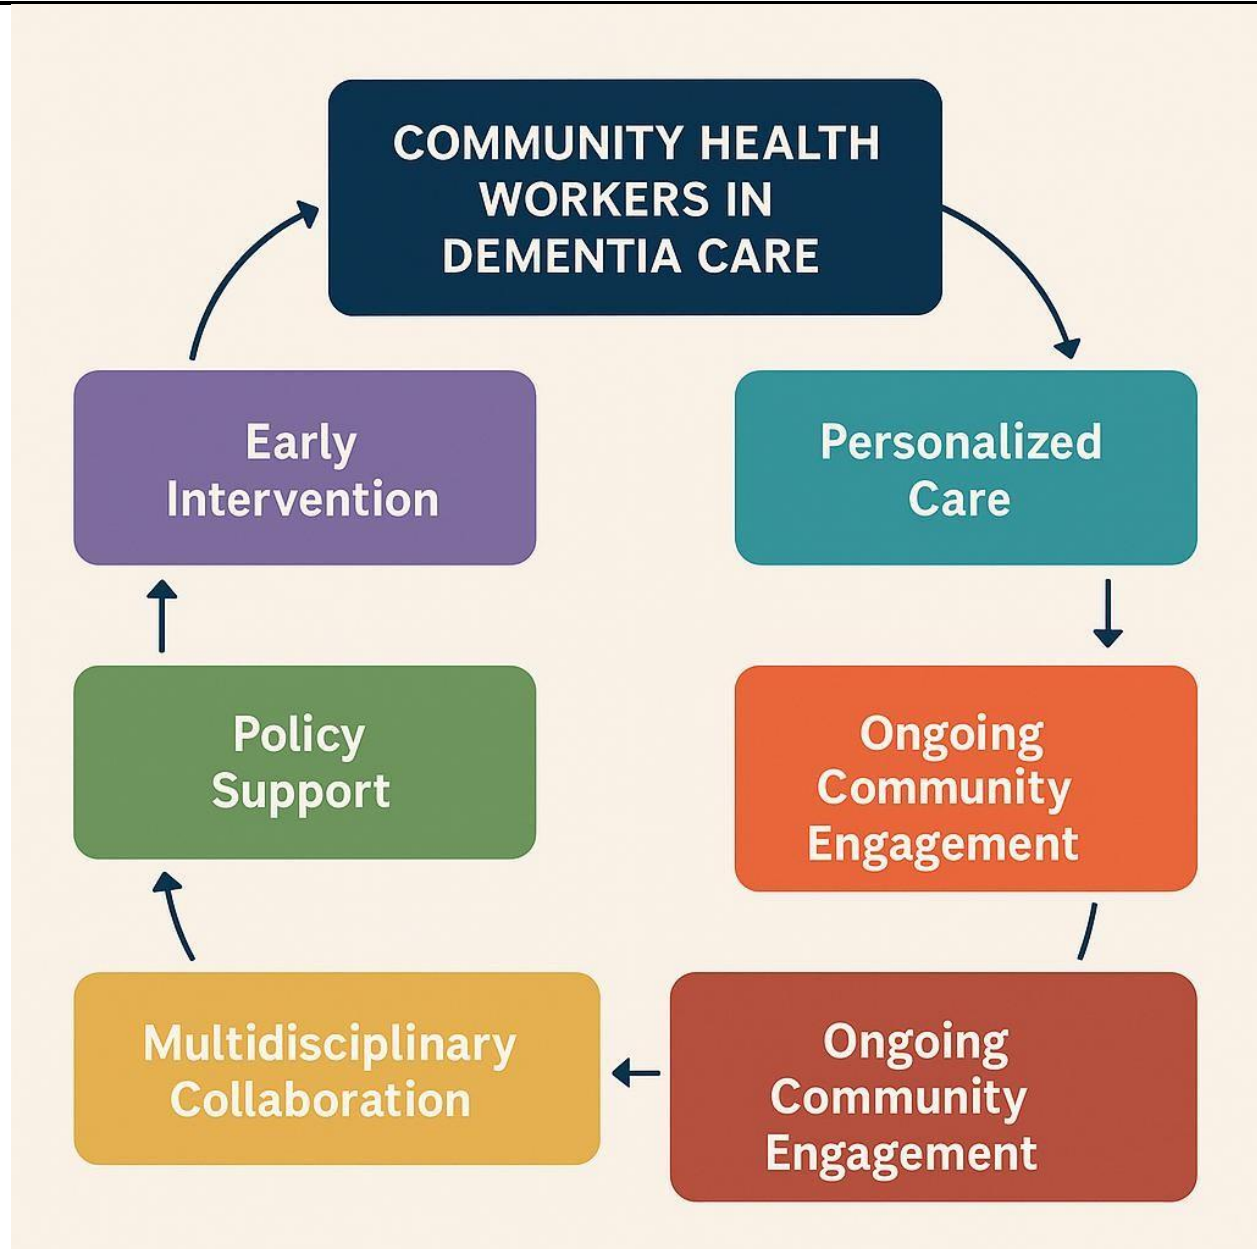 COMMUNITY HEALTH
WORKERS IN
DEMENTIA CARE
Personalized
Care
Ongoing
Community
Engagement
Ongoing
Community
Engagement
Multidisciplinary
Collaboration
Policy
Support
Early
Intervention